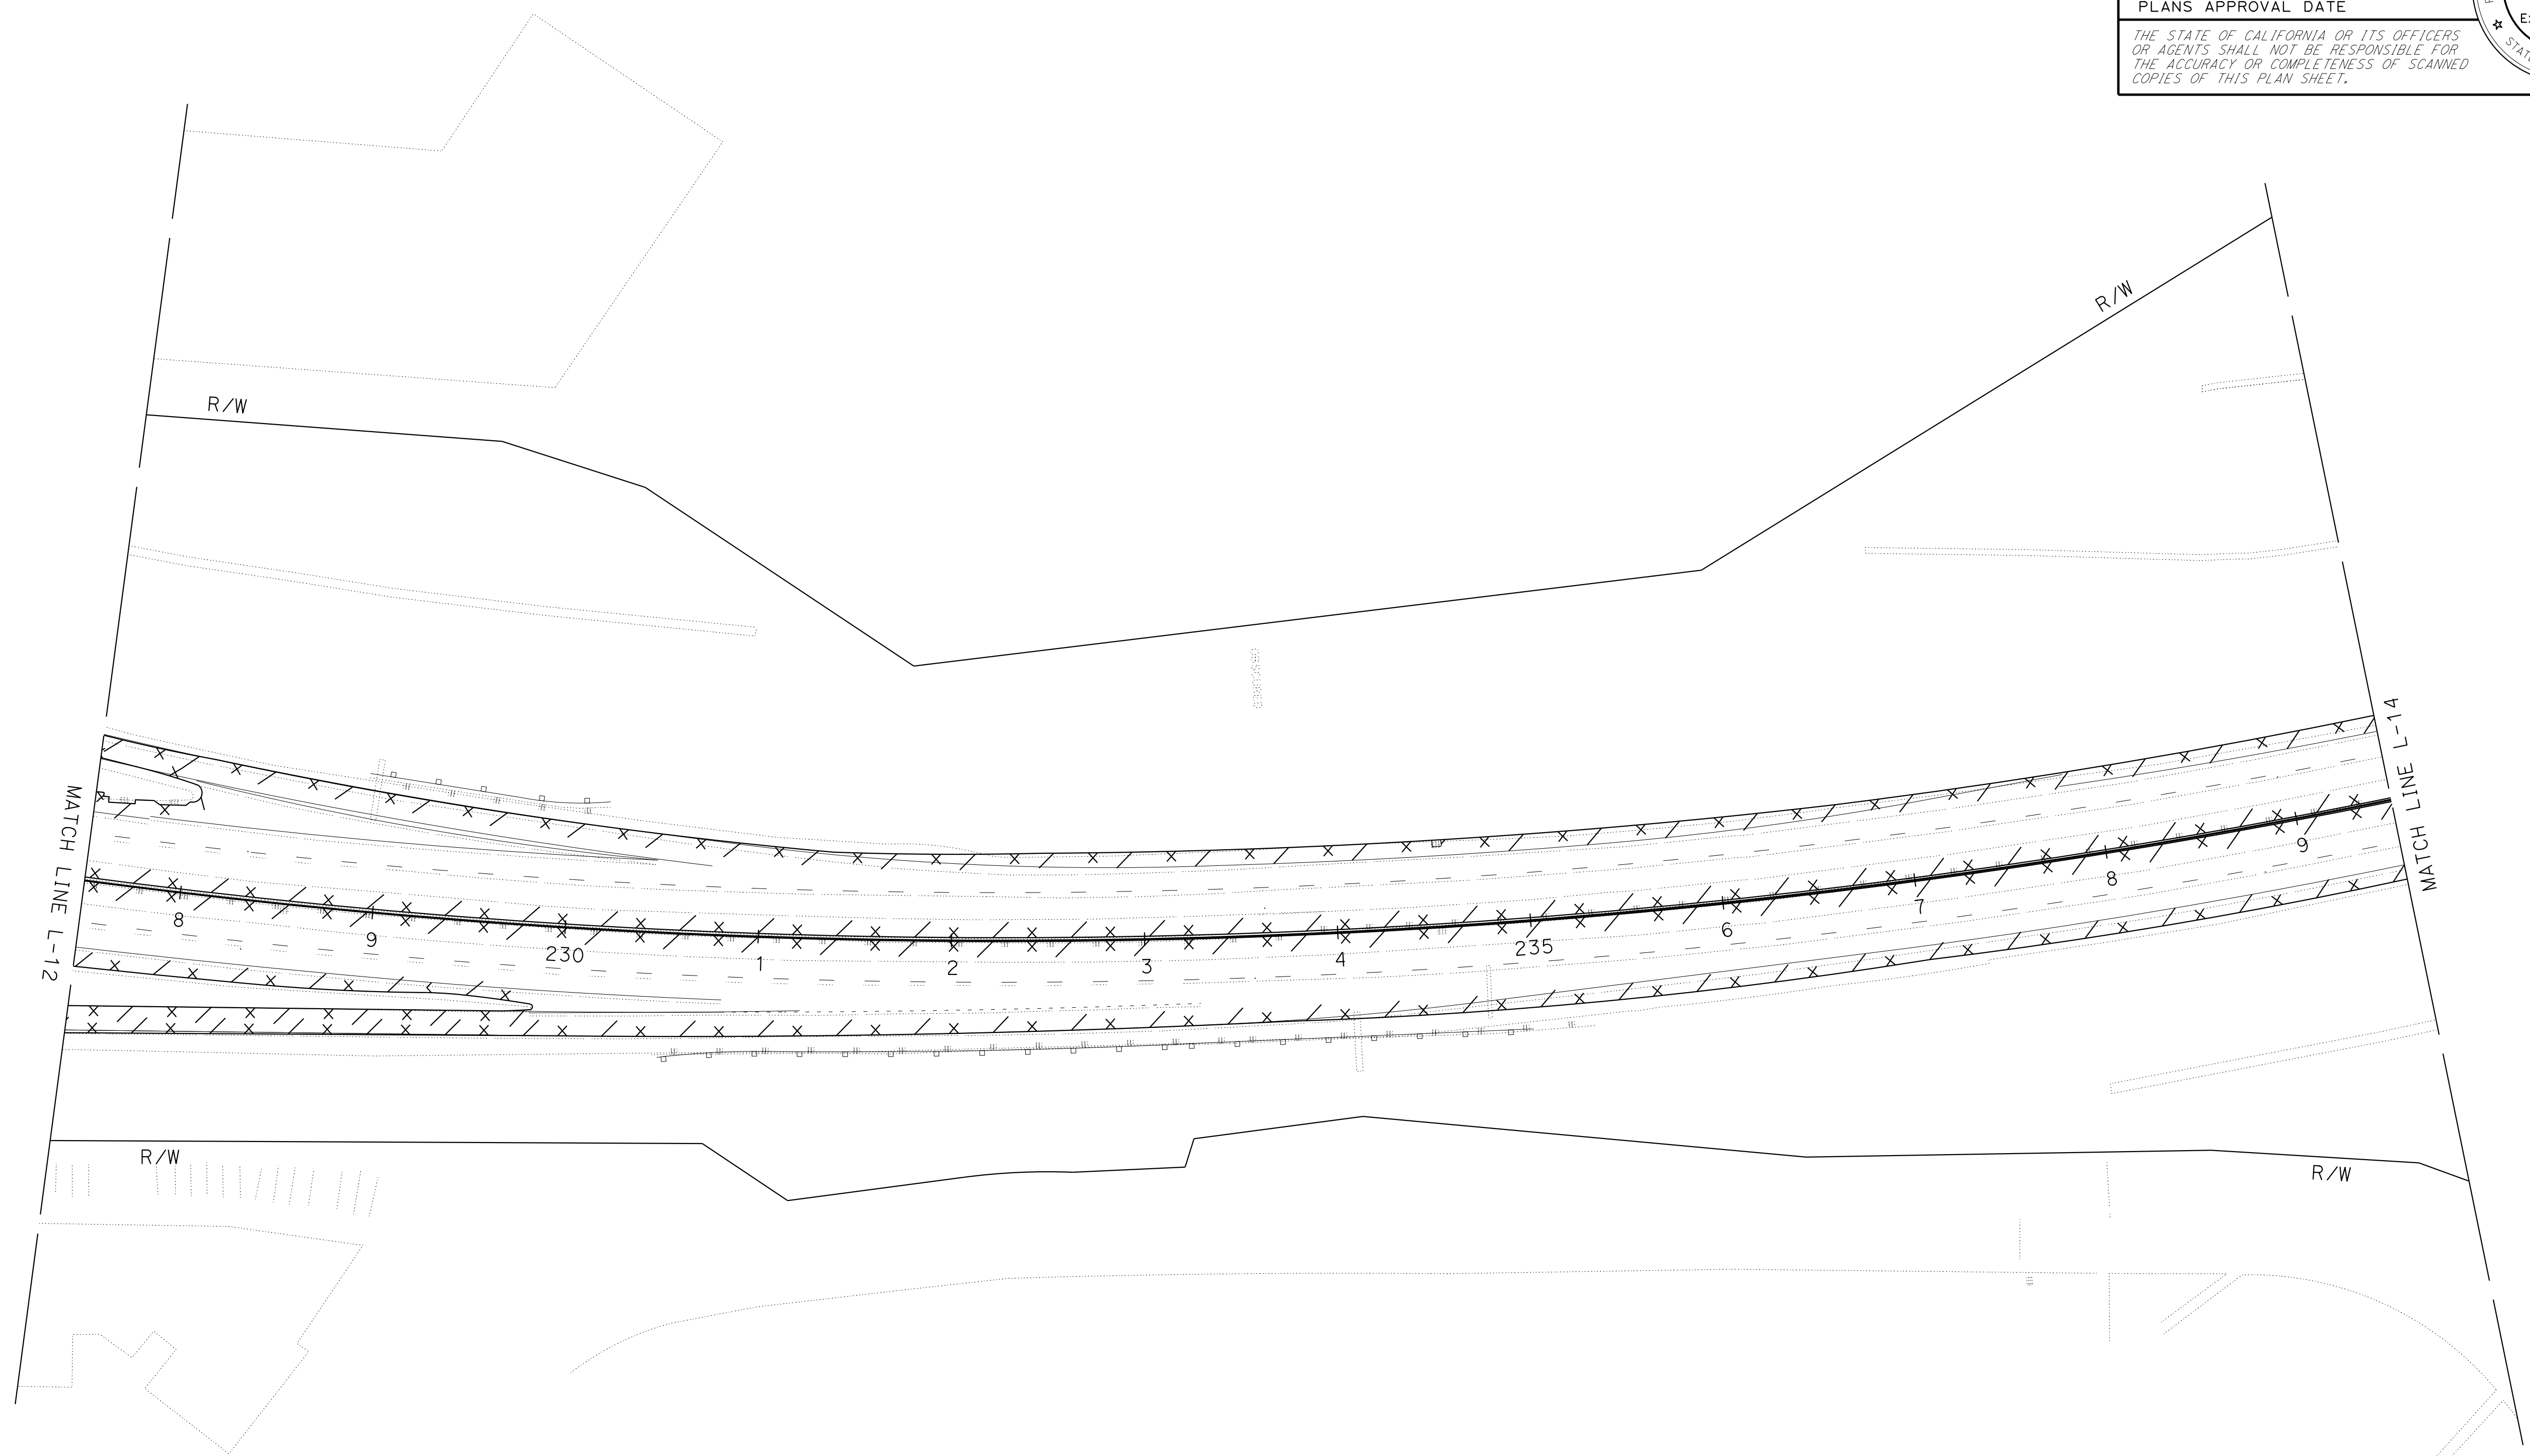 PLANS APPROVAL DATE
THE STATE OF CALIFORNIA OR ITS OFFICERS
OR AGENTS SHALL NOT BE RESPONSIBLE FOR
THE ACCURACY OR COMPLETENESS OF SCANNED
COPIES OF THIS PLAN SHEET.
R/W
R/W
MATCH LINE L-12
MATCH LINE L-14
8
9
230
1
2
3
4
235
6
7
8
9
R/W
R/W